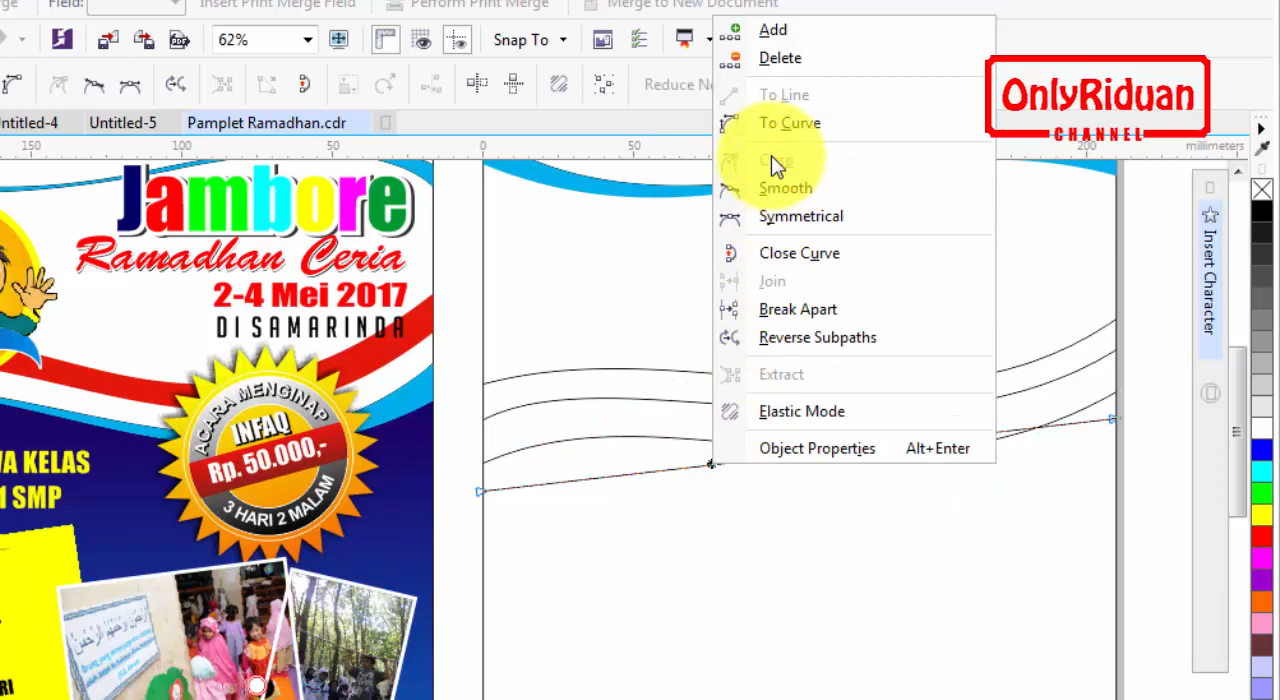 Field:
Insert Print Merge Field
Perform Print Merge
Merge to New Document
62%
Snap To
Reduce
Untitled-5
Pamplet Ramadhan.cdr
150
100
50
0
50
200
millimeters
Add
Delete
To Line
To Curve
Cusp
Smooth
Symmetrical
Close Curve
Join
Break Apart
Reverse Subpaths
Extract
Elastic Mode
Object Properties Alt+Enter
OnlyRiduan
CHANNEL
Insert Character
Jambore
Ramadhan Ceria
2-4 Mei 2017
DI SAMARINDA
ACARA MENGINAP
INFAQ
Rp. 50.000,-
3 HARI 2 MALAM
KELAS
1 SMP